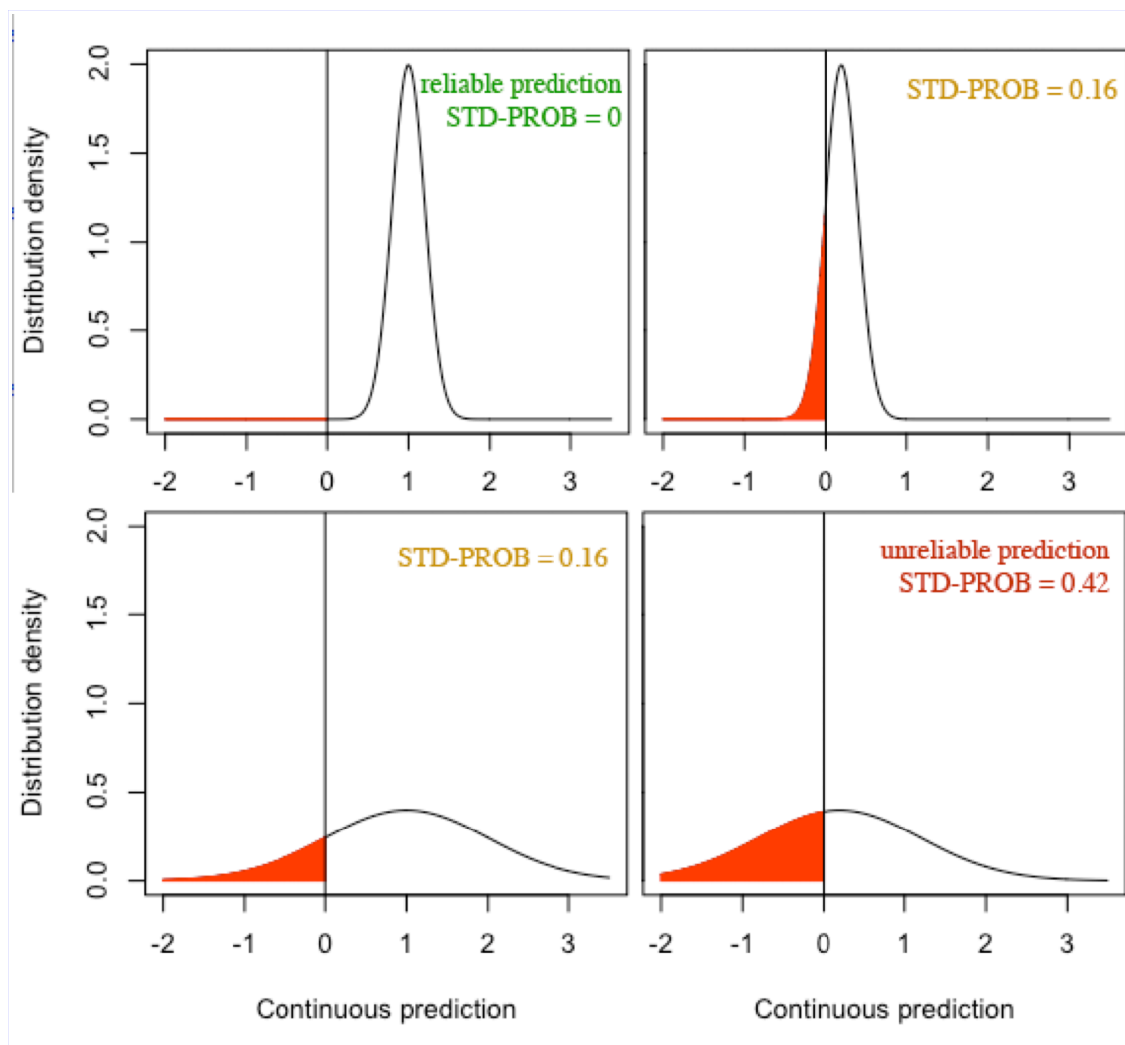 reliable prediction
STD-PROB = 0
STD-PROB = 0.16
Distribution density
2.0
1.5
1.0
0.5
0.0
-2 -1 0 1 2 3
-2 -1 0 1 2 3
STD-PROB = 0.16
unreliable prediction
STD-PROB = 0.42
Distribution density
2.0
1.5
1.0
0.5
0.0
-2 -1 0 1 2 3
-2 -1 0 1 2 3
Continuous prediction
Continuous prediction